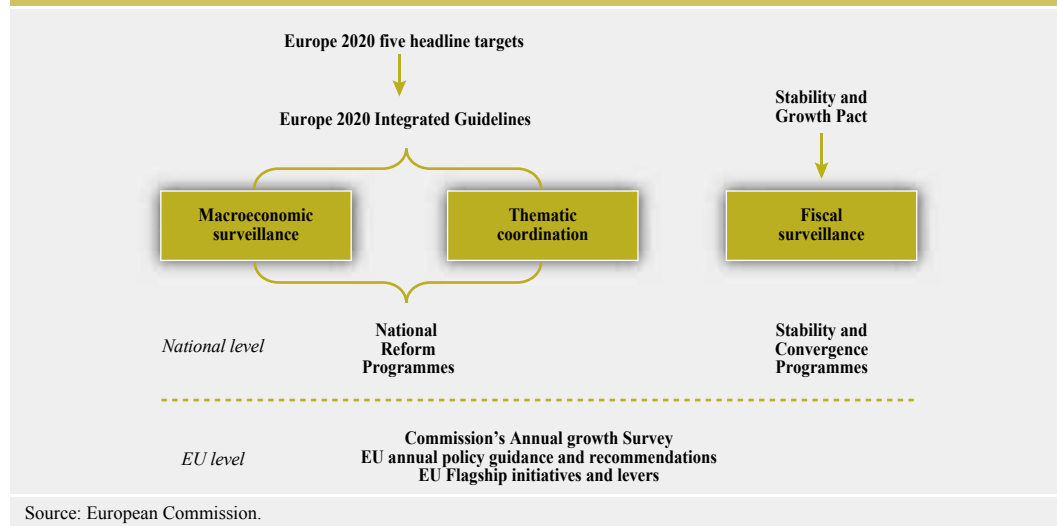 Europe 2020 five headline targets
Europe 2020 Integrated Guidelines
Stability and
Growth Pact
Macroeconomic
surveillance
Thematic
coordination
Fiscal
surveillance
National level
National
Reform
Programmes
Stability and
Convergence
Programmes
EU level
Commission's Annual growth Survey
EU annual policy guidance and recommendations
EU Flagship initiatives and levers
Source: European Commission.